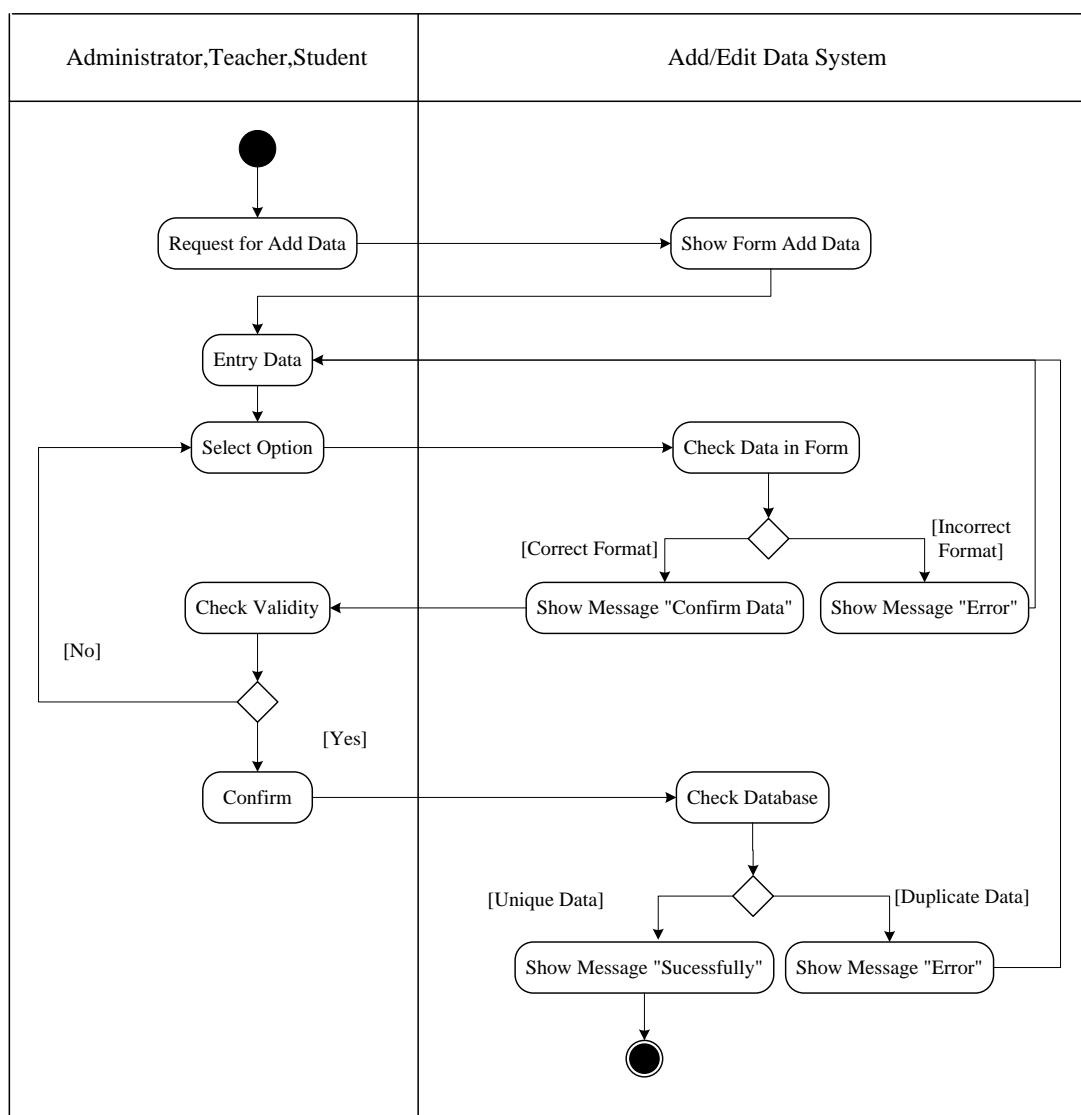 Administrator,Teacher,Student
Add/Edit Data System
Request for Add Data
Show Form Add Data
Entry Data
Select Option
Check Data in Form
[Correct Format]
[Incorrect
Format]
Check Validity
Show Message "Confirm Data"
Show Message "Error"
[No]
[Yes]
Confirm
Check Database
[Unique Data]
[Duplicate Data]
Show Message "Sucessfully"
Show Message "Error"